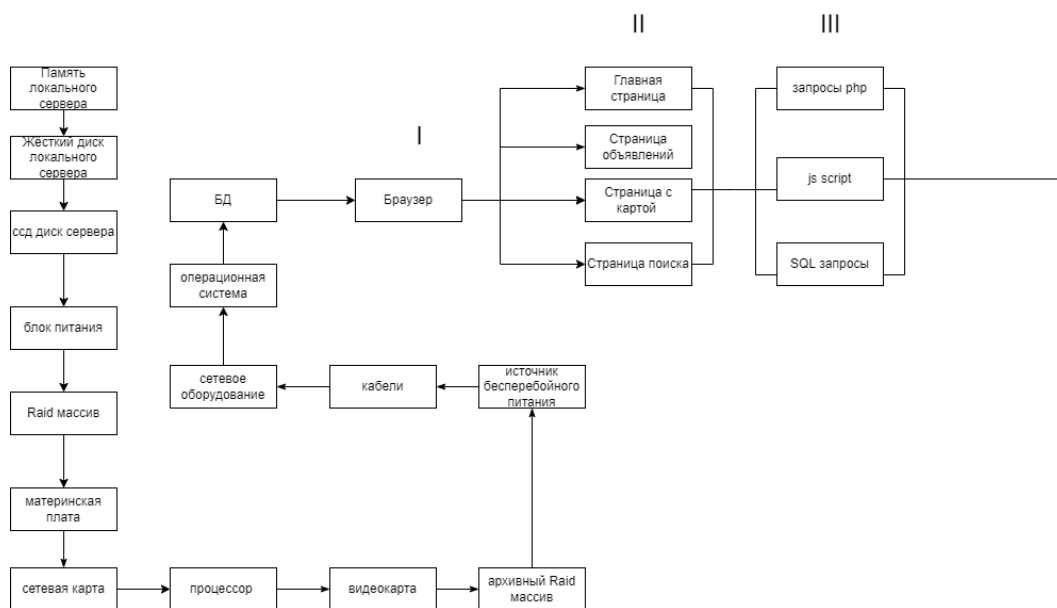 II
III
Память
локального
сервера
Главная
страница
запросы php
Жёсткий диск
локального
сервера
I
Страница
объявлений
js script
БД
Браузер
Страница с
картой
ссд диск сервера
операционная
система
Страница поиска
SQL запросы
блок питания
сетевое
оборудование
кабели
источник
бесперебойного
питания
Raid массив
материнская
плата
сетевая карта
процессор
видеокарта
архивный Raid
массив